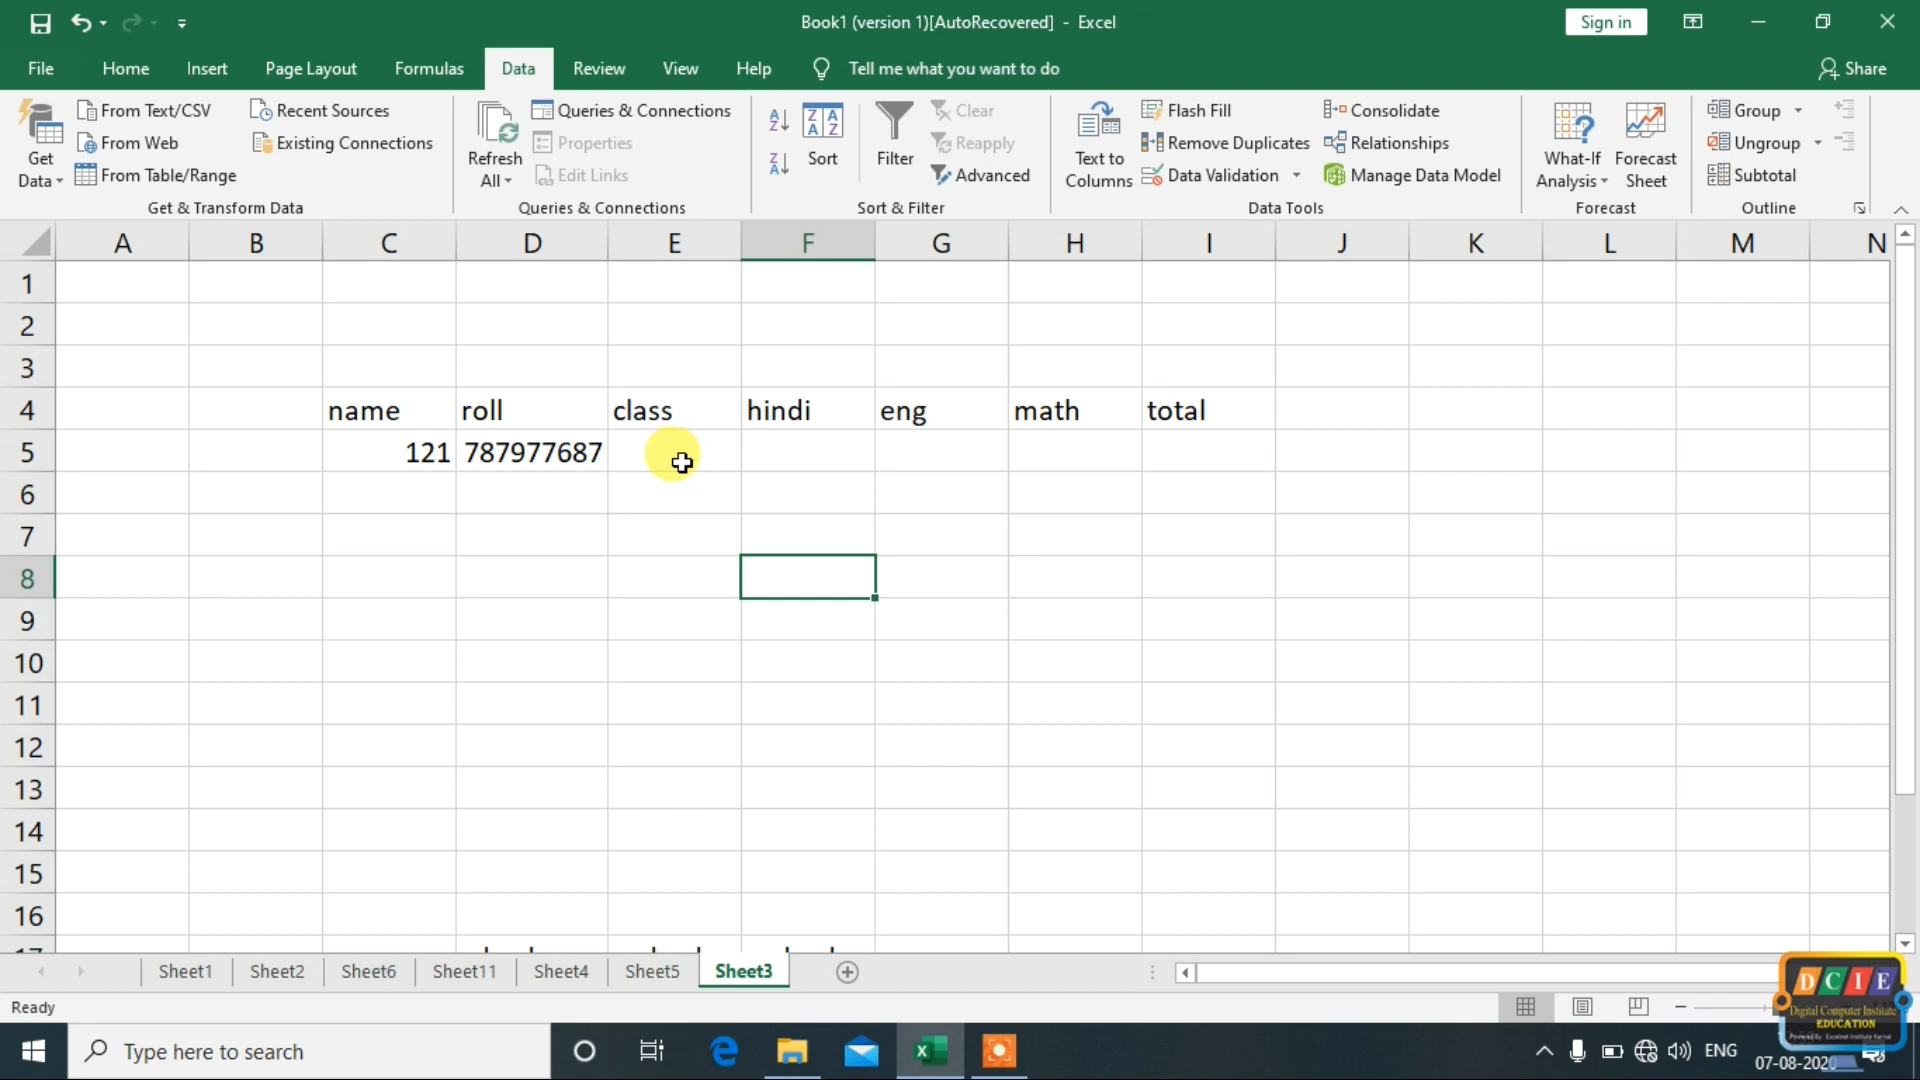 Book1 (version 1)[AutoRecovered] - Excel
Sign in
File Home Insert Page Layout Formulas Data Review View Help Tell me what you want to do Share
Get Data
From Text/CSV
From Web
From Table/Range
Recent Sources
Existing Connections
Get & Transform Data
Refresh All
Queries & Connections
Properties
Edit Links
Queries & Connections
Sort
Filter
Clear
Reapply
Advanced
Sort & Filter
Text to Columns
Flash Fill
Remove Duplicates
Data Validation
Consolidate
Relationships
Manage Data Model
Data Tools
What-If Analysis
Forecast Sheet
Forecast
Group
Ungroup
Subtotal
Outline
A B C D E F G H I J K L M N
1
2
3
4 name roll class hindi eng math total
5 121 787977687
6
7
8
9
10
11
12
13
14
15
16
Sheet1 Sheet2 Sheet6 Sheet11 Sheet4 Sheet5 Sheet3
Ready
DCIE
Digital Computer Institute
EDUCATION
Type here to search
ENG
07-08-2020